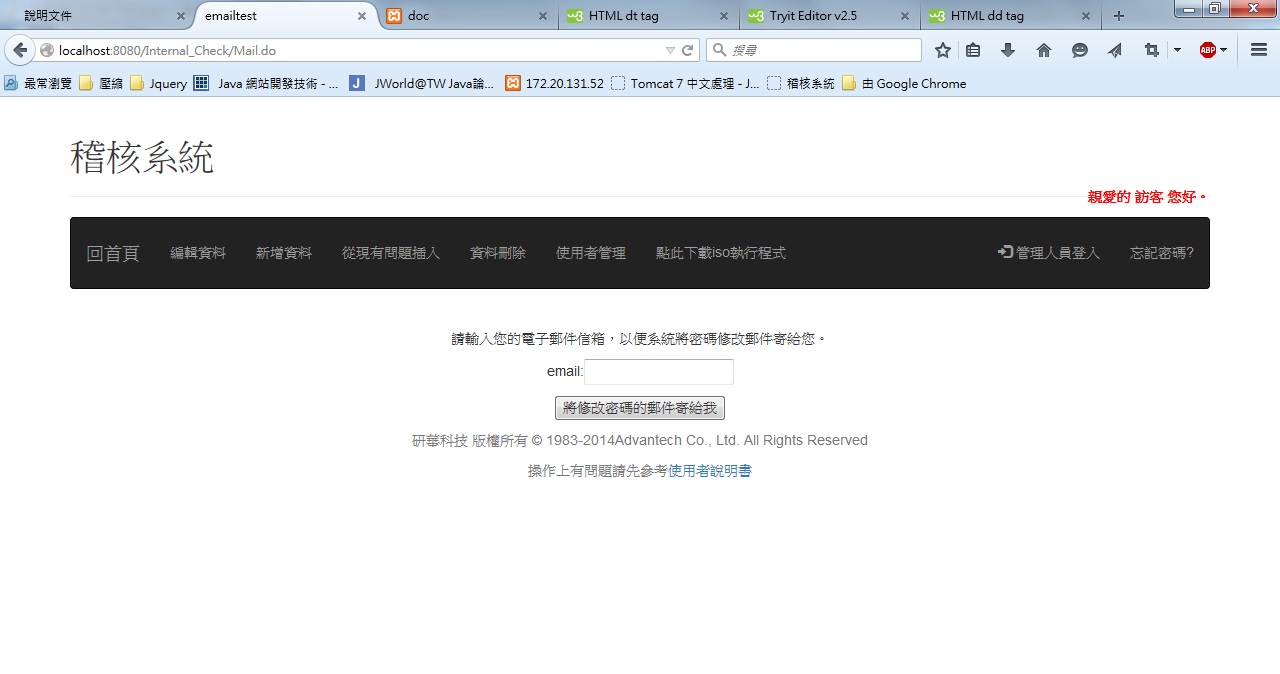 說明文件 emailtest doc HTML dt tag Tryit Editor v2.5 HTML dd tag
localhost:8080/Internal_Check/Mail.do 搜尋 ABP
最常瀏覽 壓縮 Jquery Java 網站開發技術 - ... J JWorld@TW Java論... 172.20.131.52 Tomcat 7 中文處理 - J... 稽核系統 由 Google Chrome
稽核系統
親愛的 訪客 您好。
回首頁 編輯資料 新增資料 從現有問題插入 資料刪除 使用者管理 點此下載iso執行程式 管理人員登入 忘記密碼?
請輸入您的電子郵件信箱，以便系統將密碼修改郵件寄給您。
email:
將修改密碼的郵件寄給我
研華科技 版權所有 © 1983-2014Advantech Co., Ltd. All Rights Reserved
操作上有問題請先參考使用者說明書